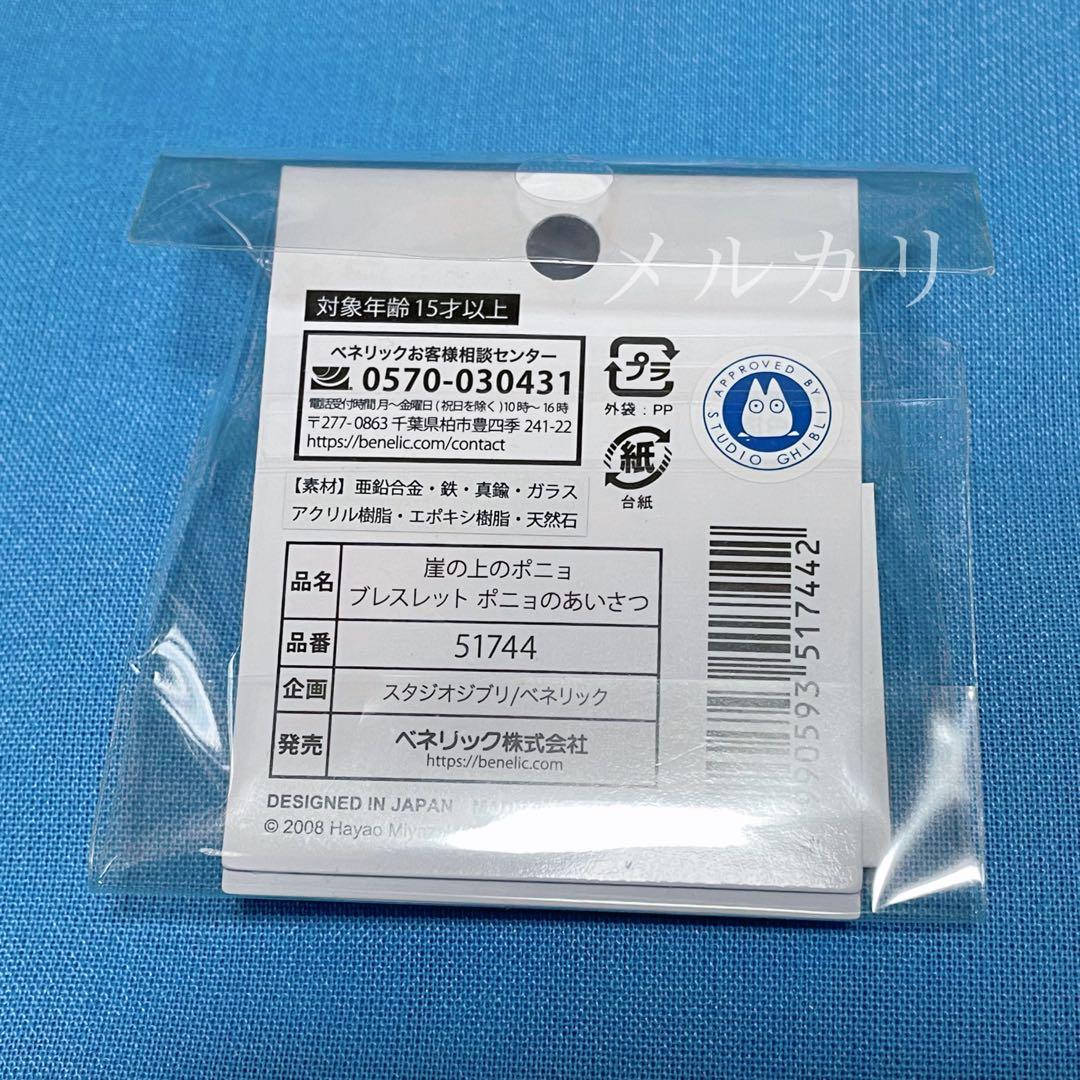 メルカリ
対象年齢 15才以上
ベネリックお客様相談センター
0570-030431
電話受付時間 月～金曜日 ( 祝日を除く ) 10時～16時
〒277-0863 千葉県柏市豊四季 241-22
https://benelic.com/contact
プラ
外袋 : PP
紙
台紙
APPROVED BY STUDIO GHIBLI
【素材】亜鉛合金・鉄・真鍮・ガラス
アクリル樹脂・エポキシ樹脂・天然石
品名 崖の上のポニョ
ブレスレット ポニョのあいさつ
品番 51744
企画 スタジオジブリ/ベネリック
発売 ベネリック株式会社
https://benelic.com
DESIGNED IN JAPAN
© 2008 Hayao
90593 517442